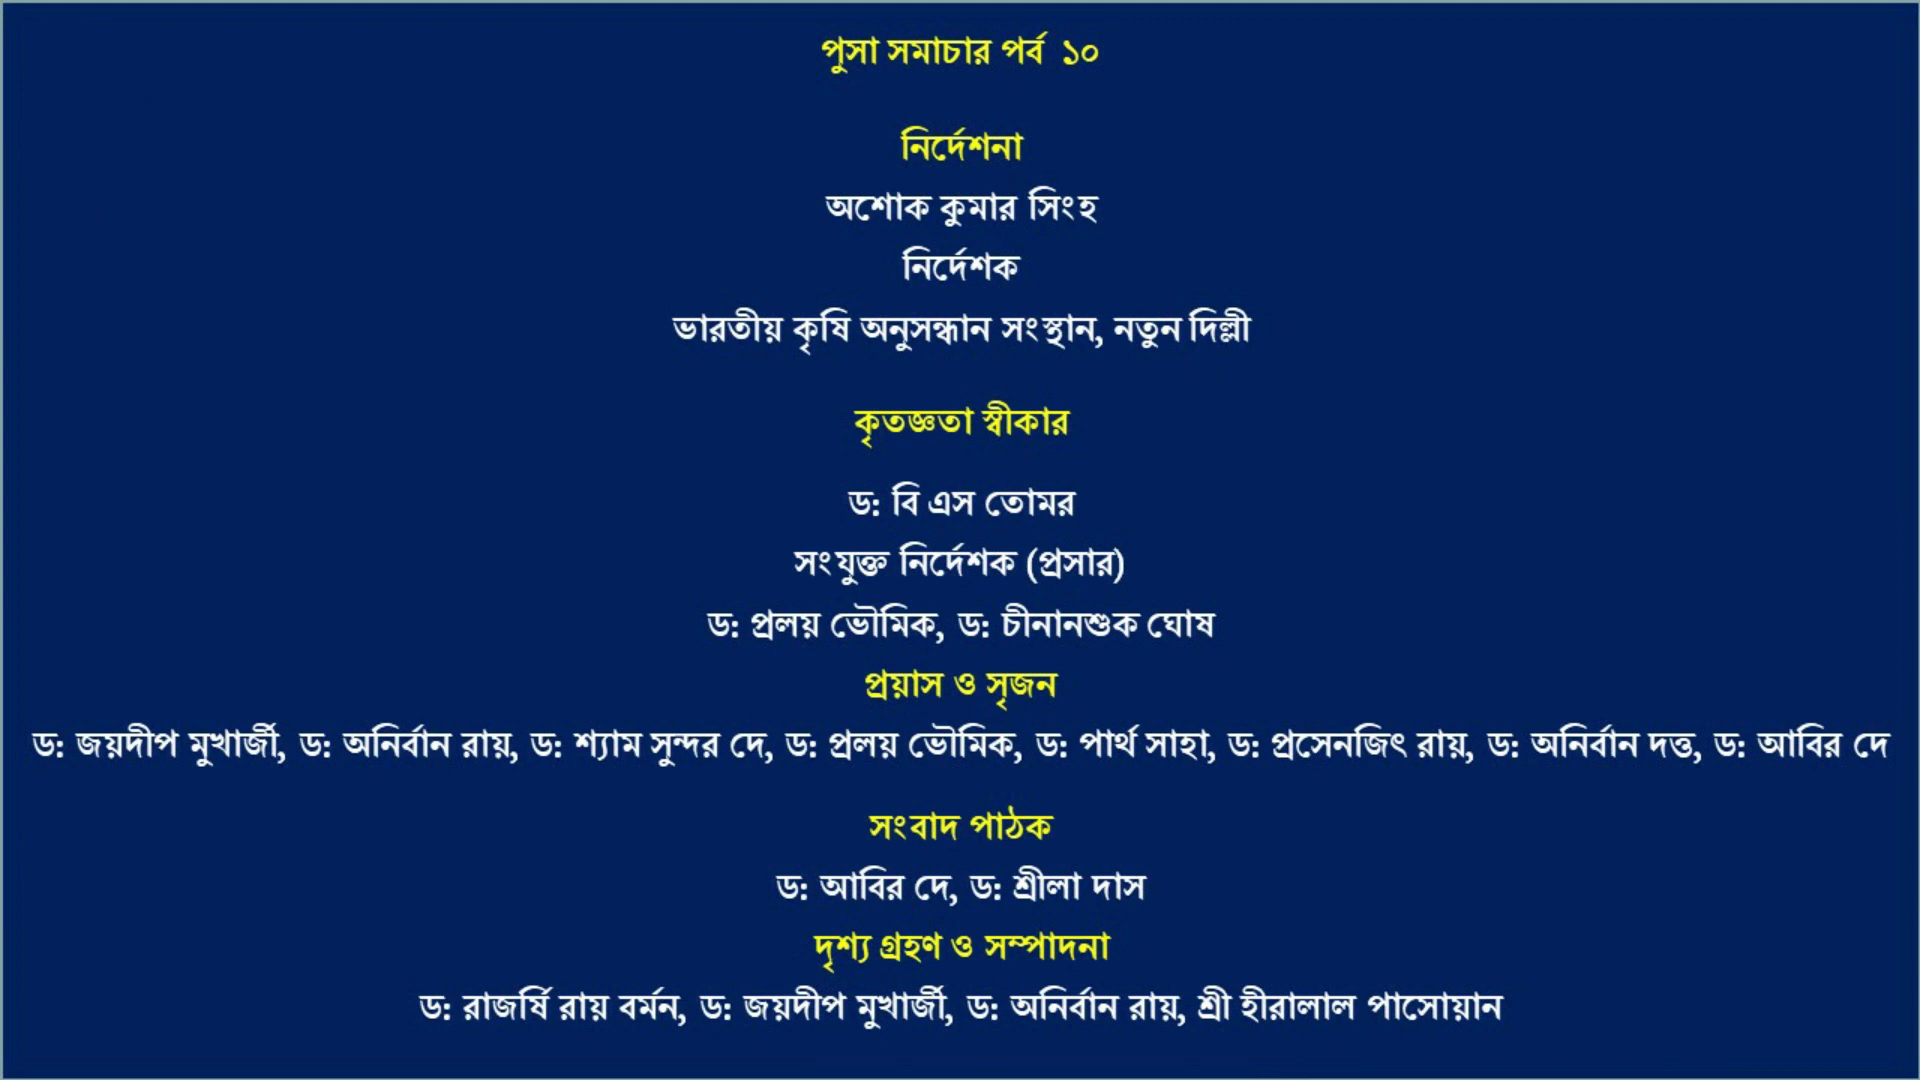 পুসা সমাচার পর্ব ১০
নির্দেশনা
অশোক কুমার সিংহ
নির্দেশক
ভারতীয় কৃষি অনুসন্ধান সংস্থান, নতুন দিল্লী
কৃতজ্ঞতা স্বীকার
ড: বি এস তোমর
সংযুক্ত নির্দেশক (প্রসার)
ড: প্রলয় ভৌমিক, ড: চীনানশুক ঘোষ
প্রয়াস ও সৃজন
ড: জয়দীপ মুখার্জী, ড: অনির্বান রায়, ড: শ্যাম সুন্দর দে, ড: প্রলয় ভৌমিক, ড: পার্থ সাহা, ড: প্রসেনজিৎ রায়, ড: অনির্বান দত্ত, ড: আবির দে
সংবাদ পাঠক
ড: আবির দে, ড: শ্রীলা দাস
দৃশ্য গ্রহণ ও সম্পাদনা
ড: রাজর্ষি রায় বর্মন, ড: জয়দীপ মুখার্জী, ড: অনির্বান রায়, শ্রী হীরালাল পাসোয়ান